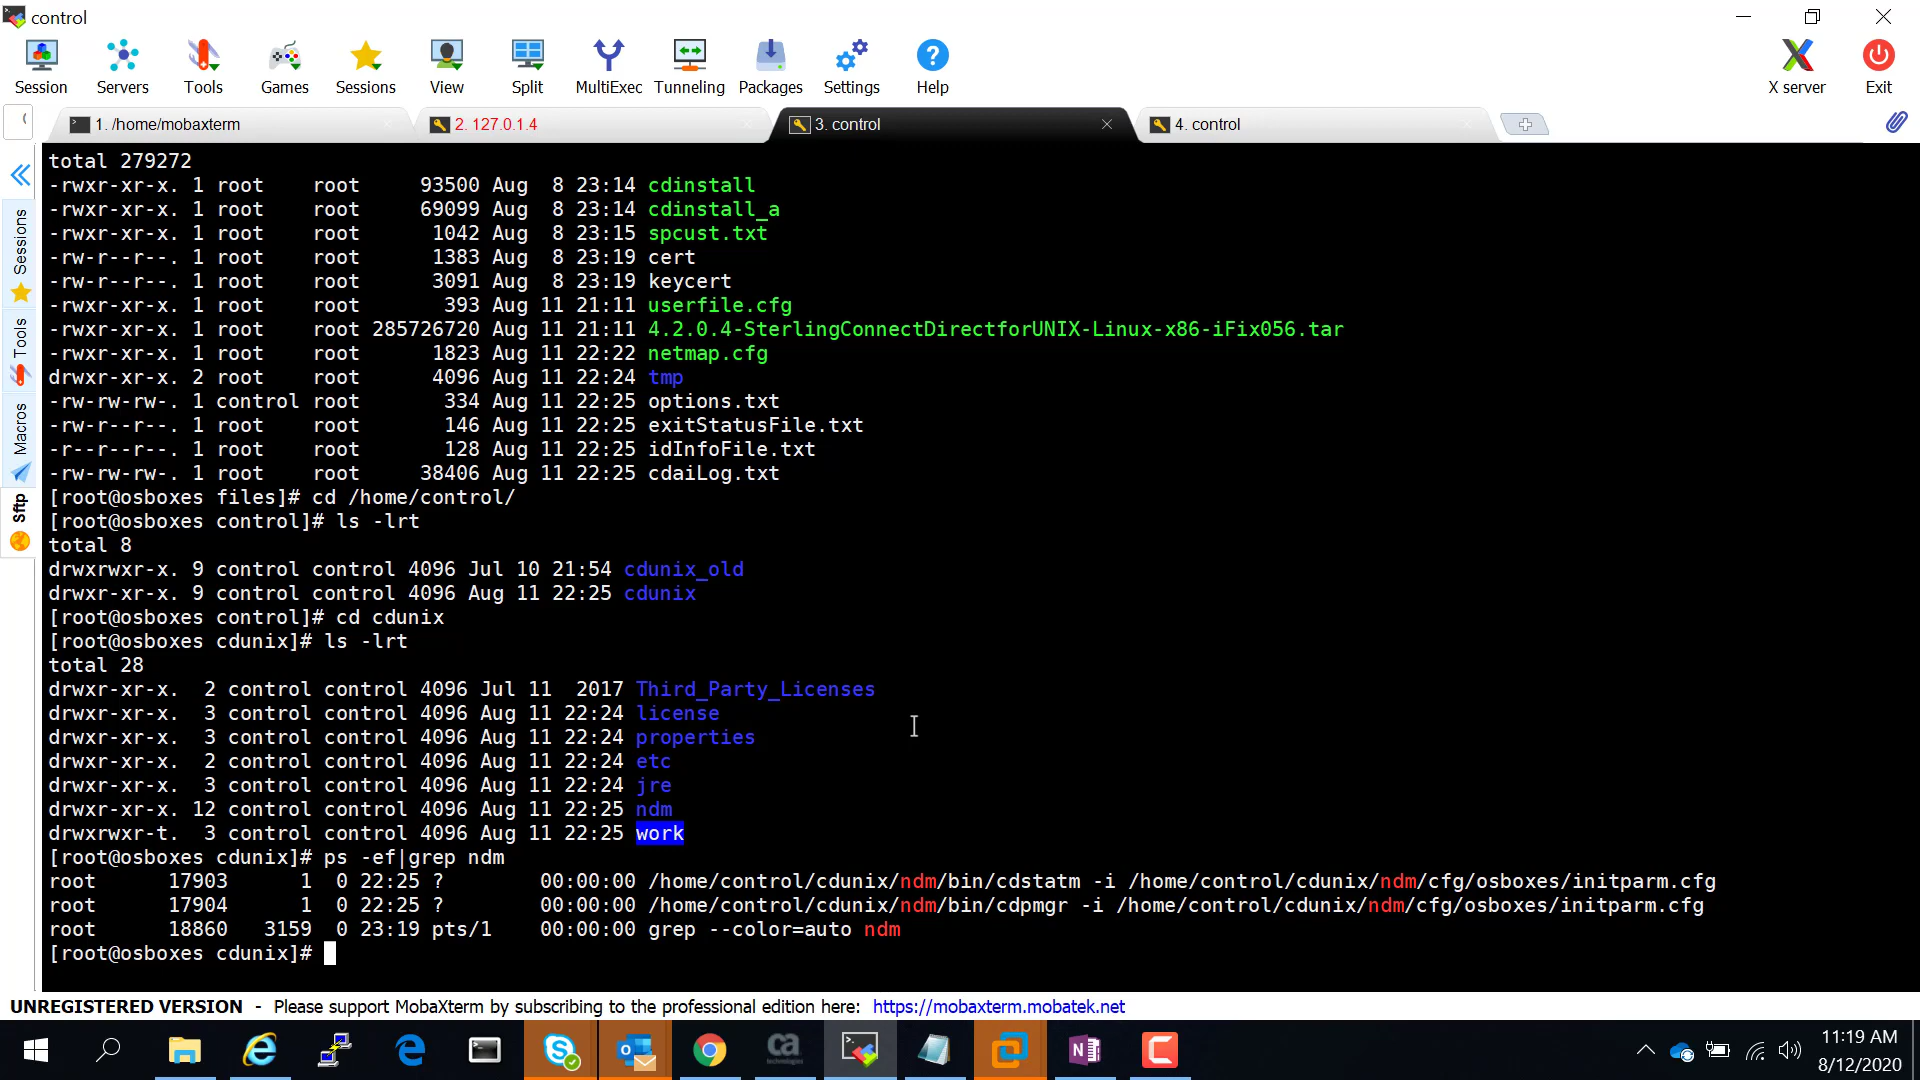 control
Session Servers Tools Games Sessions View Split MultiExec Tunneling Packages Settings Help X server Exit
1. /home/mobaxterm 2. 127.0.1.4 3. control 4. control
Sessions
Tools
Macros
Sftp
total 279272
-rwxr-xr-x. 1 root    root     93500 Aug  8 23:14 cdinstall
-rwxr-xr-x. 1 root    root     69099 Aug  8 23:14 cdinstall_a
-rwxr-xr-x. 1 root    root      1042 Aug  8 23:15 spcust.txt
-rw-r--r--. 1 root    root      1383 Aug  8 23:19 cert
-rw-r--r--. 1 root    root      3091 Aug  8 23:19 keycert
-rwxr-xr-x. 1 root    root       393 Aug 11 21:11 userfile.cfg
-rwxr-xr-x. 1 root    root 285726720 Aug 11 21:11 4.2.0.4-SterlingConnectDirectforUNIX-Linux-x86-iFix056.tar
-rwxr-xr-x. 1 root    root      1823 Aug 11 22:22 netmap.cfg
drwxr-xr-x. 2 root    root      4096 Aug 11 22:24 tmp
-rw-rw-rw-. 1 control root       334 Aug 11 22:25 options.txt
-rw-r--r--. 1 root    root       146 Aug 11 22:25 exitStatusFile.txt
-r--r--r--. 1 root    root       128 Aug 11 22:25 idInfoFile.txt
-rw-rw-rw-. 1 root    root     38406 Aug 11 22:25 cdaiLog.txt
[root@osboxes files]# cd /home/control/
[root@osboxes control]# ls -lrt
total 8
drwxrwxr-x. 9 control control 4096 Jul 10 21:54 cdunix_old
drwxr-xr-x. 9 control control 4096 Aug 11 22:25 cdunix
[root@osboxes control]# cd cdunix
[root@osboxes cdunix]# ls -lrt
total 28
drwxr-xr-x.  2 control control 4096 Jul 11  2017 Third_Party_Licenses
drwxr-xr-x.  3 control control 4096 Aug 11 22:24 license
drwxr-xr-x.  3 control control 4096 Aug 11 22:24 properties
drwxr-xr-x.  2 control control 4096 Aug 11 22:24 etc
drwxr-xr-x.  3 control control 4096 Aug 11 22:24 jre
drwxr-xr-x. 12 control control 4096 Aug 11 22:25 ndm
drwxrwxr-t.  3 control control 4096 Aug 11 22:25 work
[root@osboxes cdunix]# ps -ef|grep ndm
root      17903      1  0 22:25 ?        00:00:00 /home/control/cdunix/ndm/bin/cdstatm -i /home/control/cdunix/ndm/cfg/osboxes/initparm.cfg
root      17904      1  0 22:25 ?        00:00:00 /home/control/cdunix/ndm/bin/cdpmgr -i /home/control/cdunix/ndm/cfg/osboxes/initparm.cfg
root      18860   3159  0 23:19 pts/1    00:00:00 grep --color=auto ndm
[root@osboxes cdunix]#
UNREGISTERED VERSION - Please support MobaXterm by subscribing to the professional edition here: https://mobaxterm.mobatek.net
11:19 AM
8/12/2020